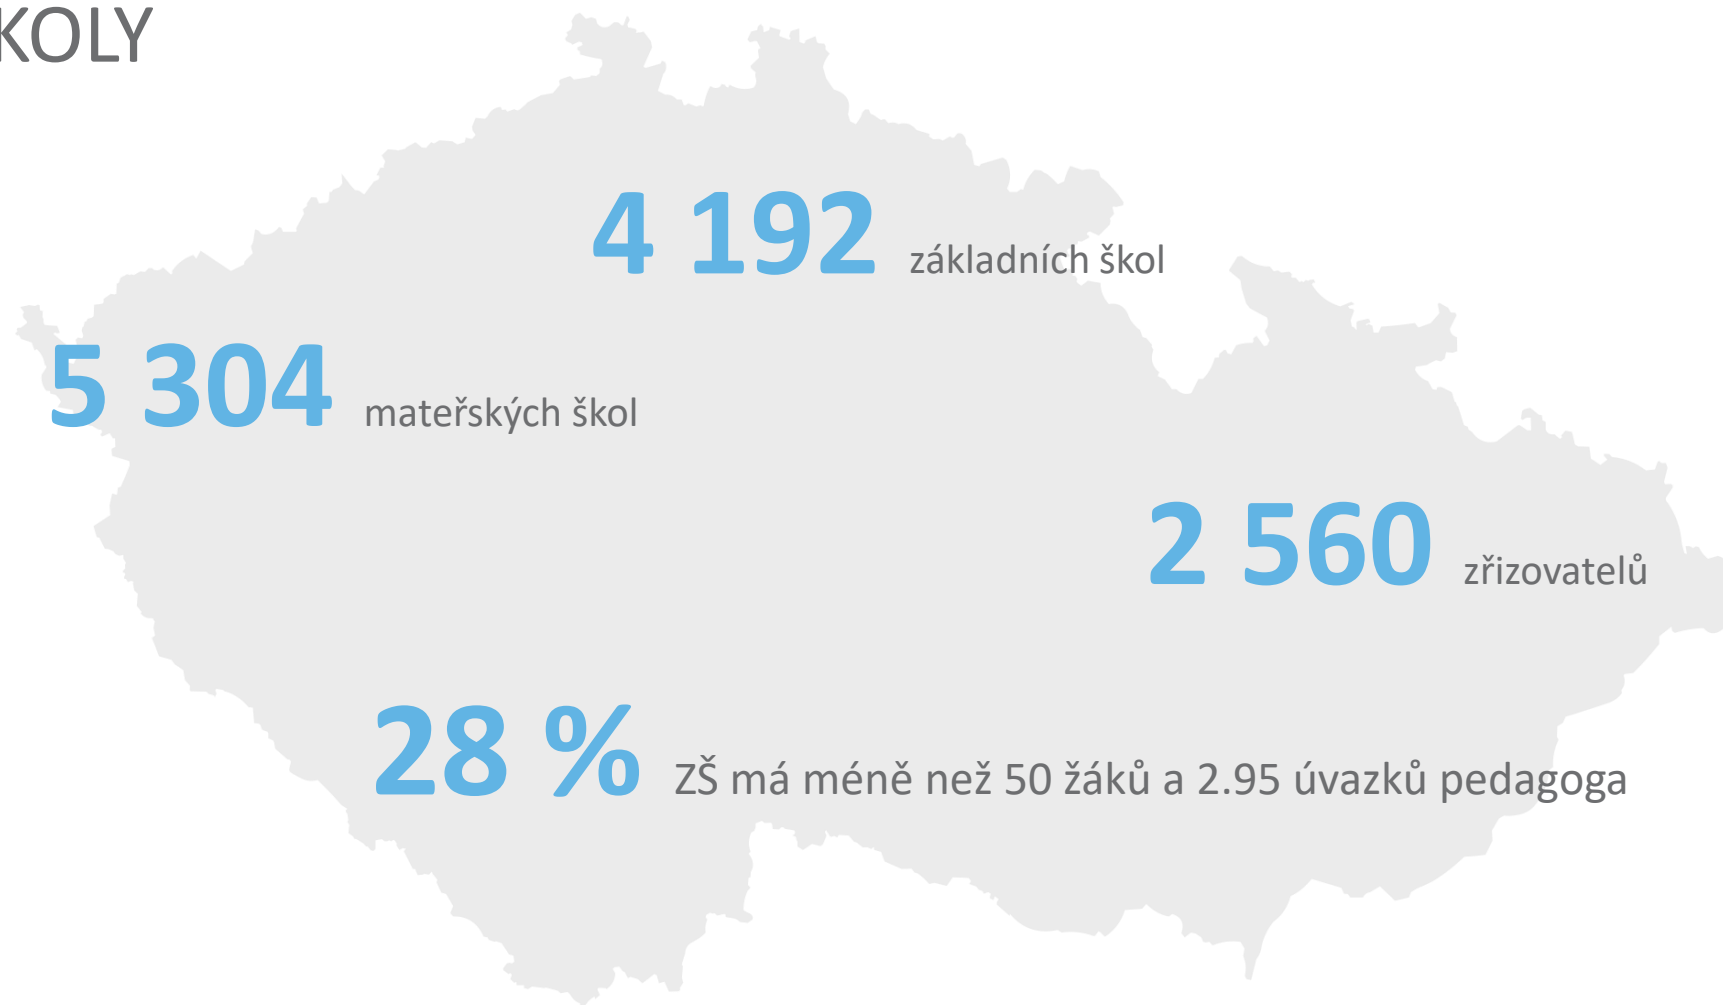 KOLY
4 192 základních škol
5 304 mateřských škol
2 560 zřizovatelů
28 % ZŠ má méně než 50 žáků a 2.95 úvazků pedagoga